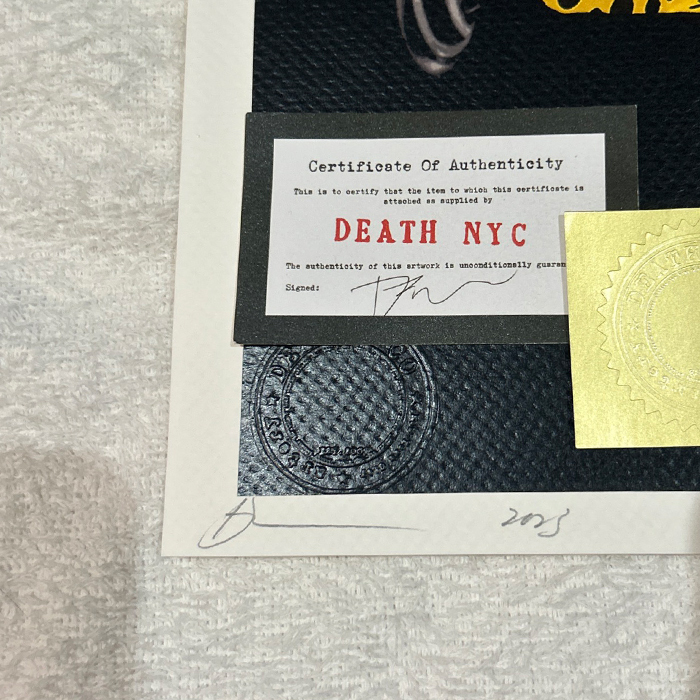 Certificate Of Authenticity
This is to certify that the item to which this certificate is
attached as supplied by
DEATH NYC
The authenticity of this artwork is unconditionally guaran
Signed:
2023